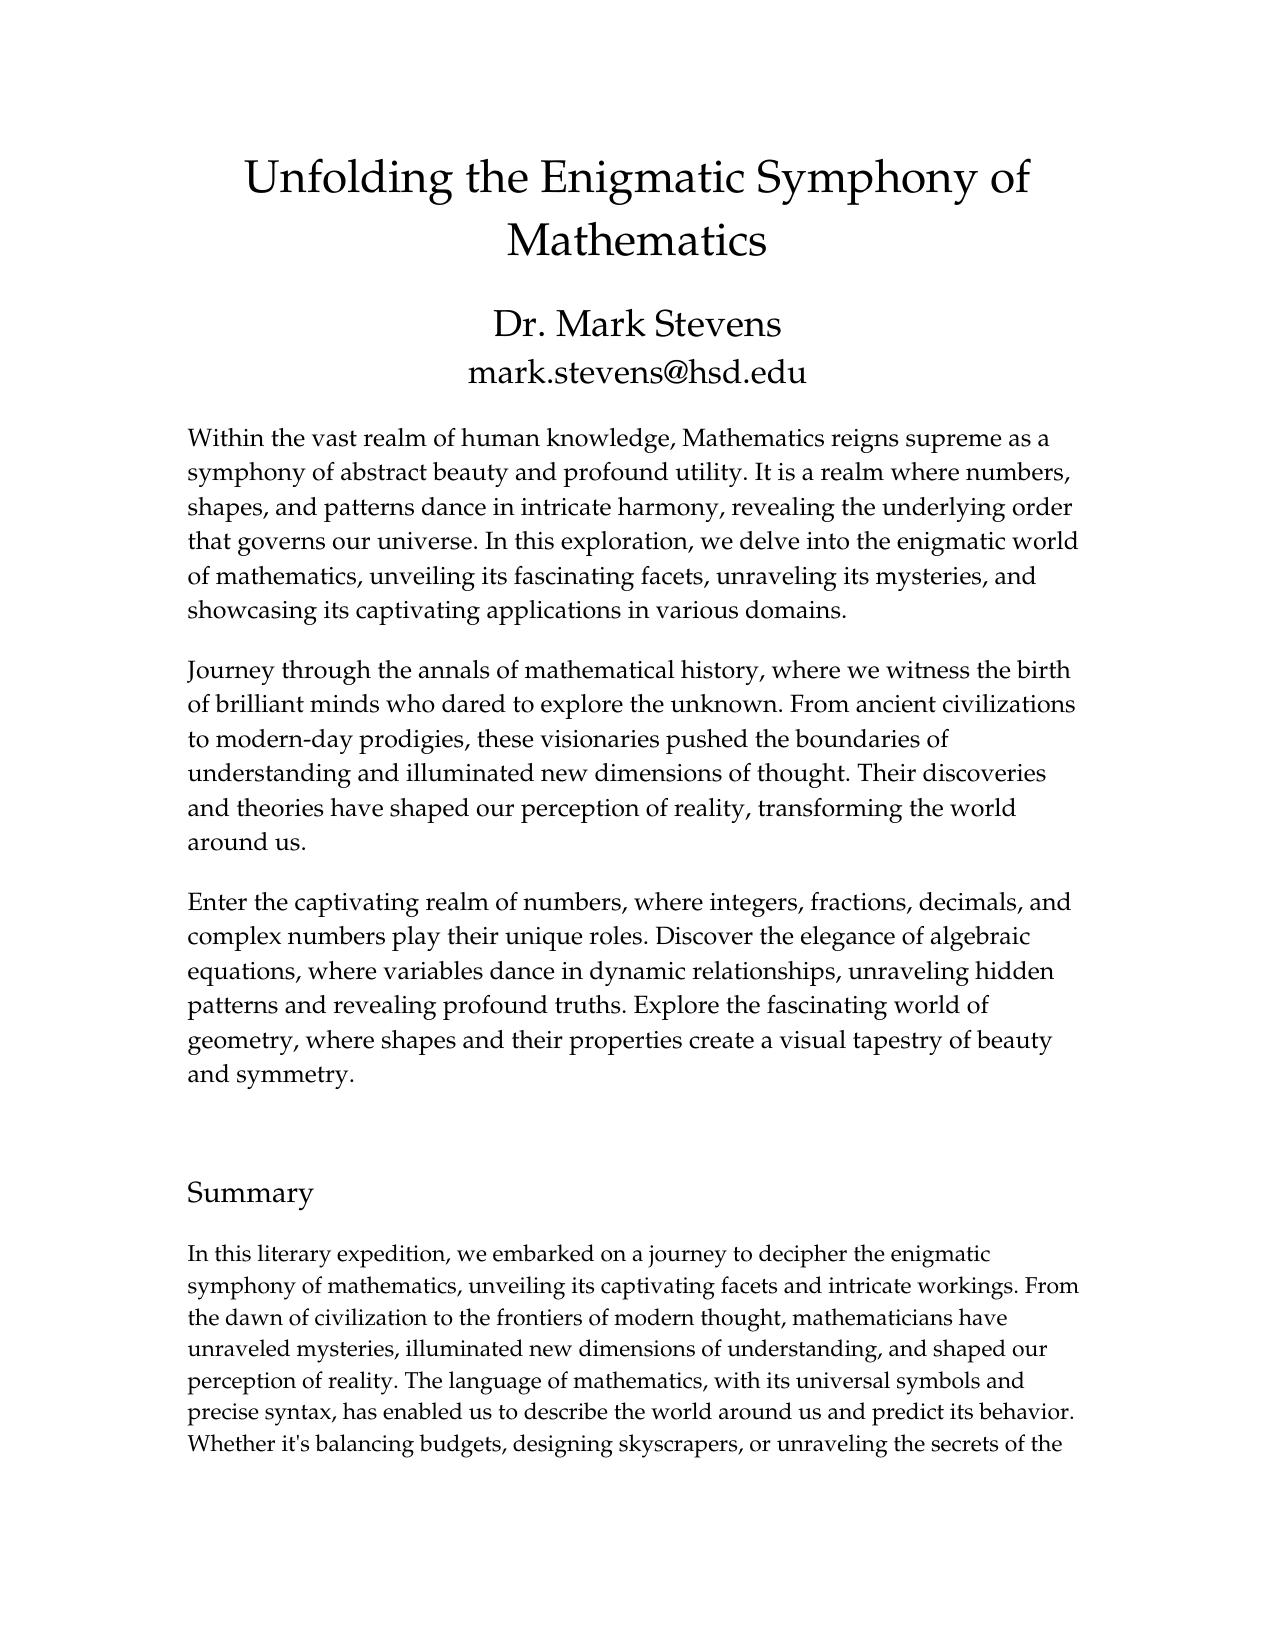 Unfolding the Enigmatic Symphony of
Mathematics
Dr. Mark Stevens
mark.stevens@hsd.edu
Within the vast realm of human knowledge, Mathematics reigns supreme as a
symphony of abstract beauty and profound utility. It is a realm where numbers,
shapes, and patterns dance in intricate harmony, revealing the underlying order
that governs our universe. In this exploration, we delve into the enigmatic world
of mathematics, unveiling its fascinating facets, unraveling its mysteries, and
showcasing its captivating applications in various domains.
Journey through the annals of mathematical history, where we witness the birth
of brilliant minds who dared to explore the unknown. From ancient civilizations
to modern-day prodigies, these visionaries pushed the boundaries of
understanding and illuminated new dimensions of thought. Their discoveries
and theories have shaped our perception of reality, transforming the world
around us.
Enter the captivating realm of numbers, where integers, fractions, decimals, and
complex numbers play their unique roles. Discover the elegance of algebraic
equations, where variables dance in dynamic relationships, unraveling hidden
patterns and revealing profound truths. Explore the fascinating world of
geometry, where shapes and their properties create a visual tapestry of beauty
and symmetry.
Summary
In this literary expedition, we embarked on a journey to decipher the enigmatic
symphony of mathematics, unveiling its captivating facets and intricate workings. From
the dawn of civilization to the frontiers of modern thought, mathematicians have
unraveled mysteries, illuminated new dimensions of understanding, and shaped our
perception of reality. The language of mathematics, with its universal symbols and
precise syntax, has enabled us to describe the world around us and predict its behavior.
Whether it's balancing budgets, designing skyscrapers, or unraveling the secrets of the